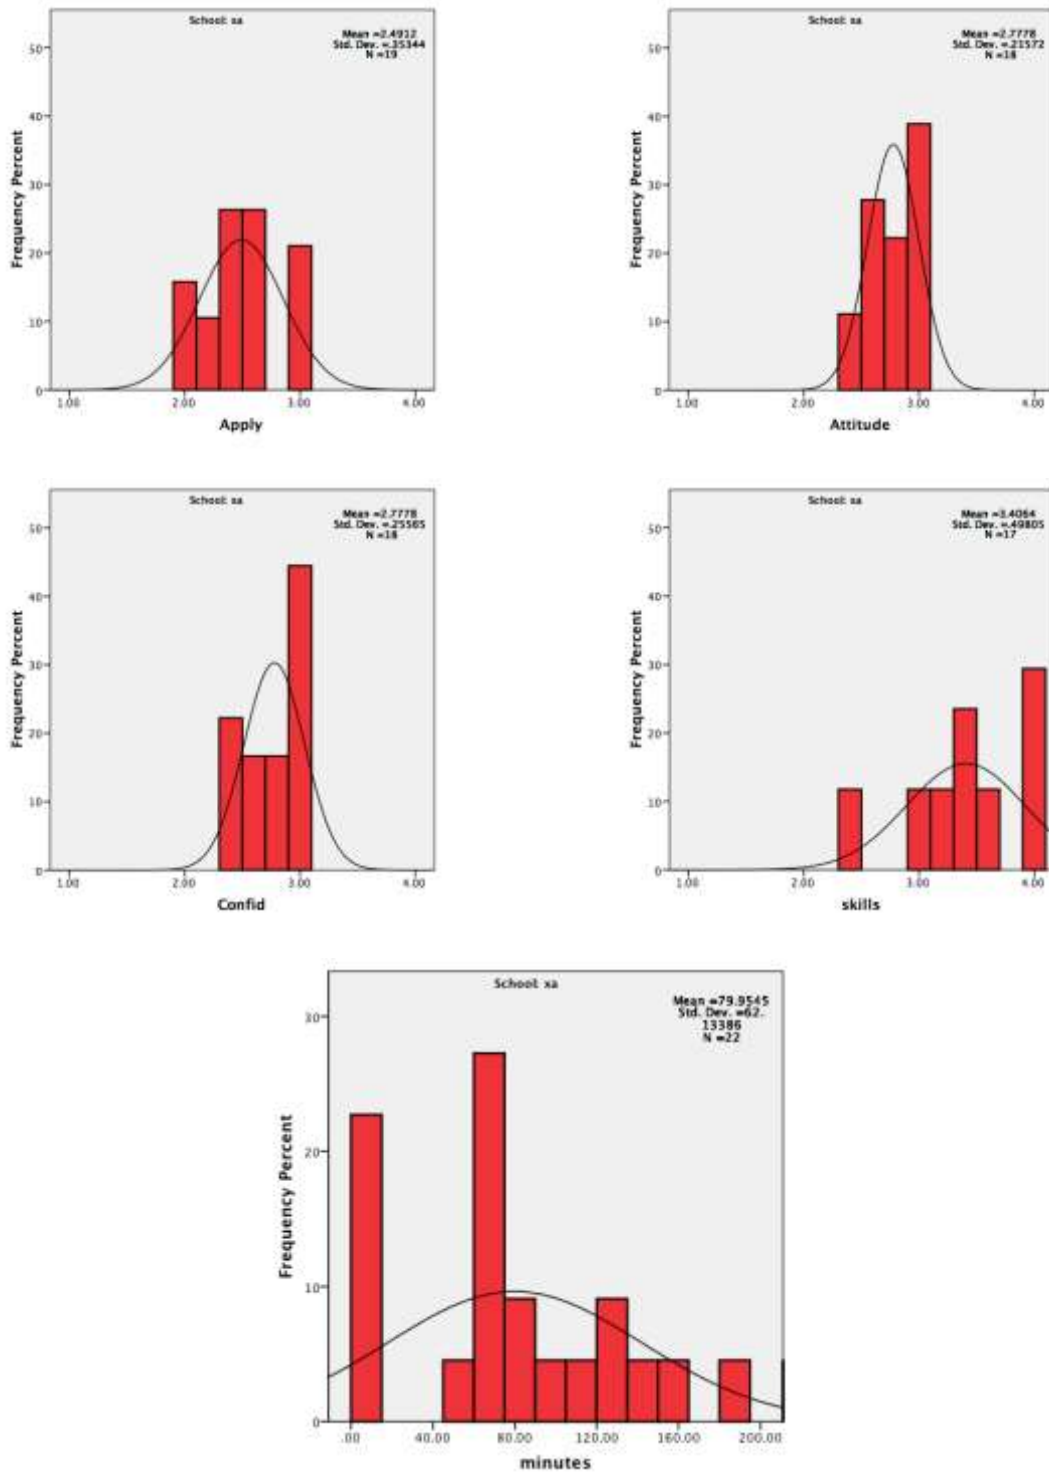 School: xa
Mean =2.4912
Std. Dev. =.35344
N =19
50
40
30
20
10
0
Frequency Percent
1.00 2.00 3.00 4.00
Apply
School: xa
Mean =2.7778
Std. Dev. =.21572
N =18
50
40
30
20
10
0
Frequency Percent
1.00 2.00 3.00 4.00
Attitude
School: xa
Mean =2.7778
Std. Dev. =.25565
N =18
50
40
30
20
10
0
Frequency Percent
1.00 2.00 3.00 4.00
Confid
School: xa
Mean =3.4064
Std. Dev. =.49805
N =17
50
40
30
20
10
0
Frequency Percent
1.00 2.00 3.00 4.00
skills
School: xa
Mean =79.9545
Std. Dev. =62.
13386
N =22
30
20
10
0
Frequency Percent
.00 40.00 80.00 120.00 160.00 200.00
minutes